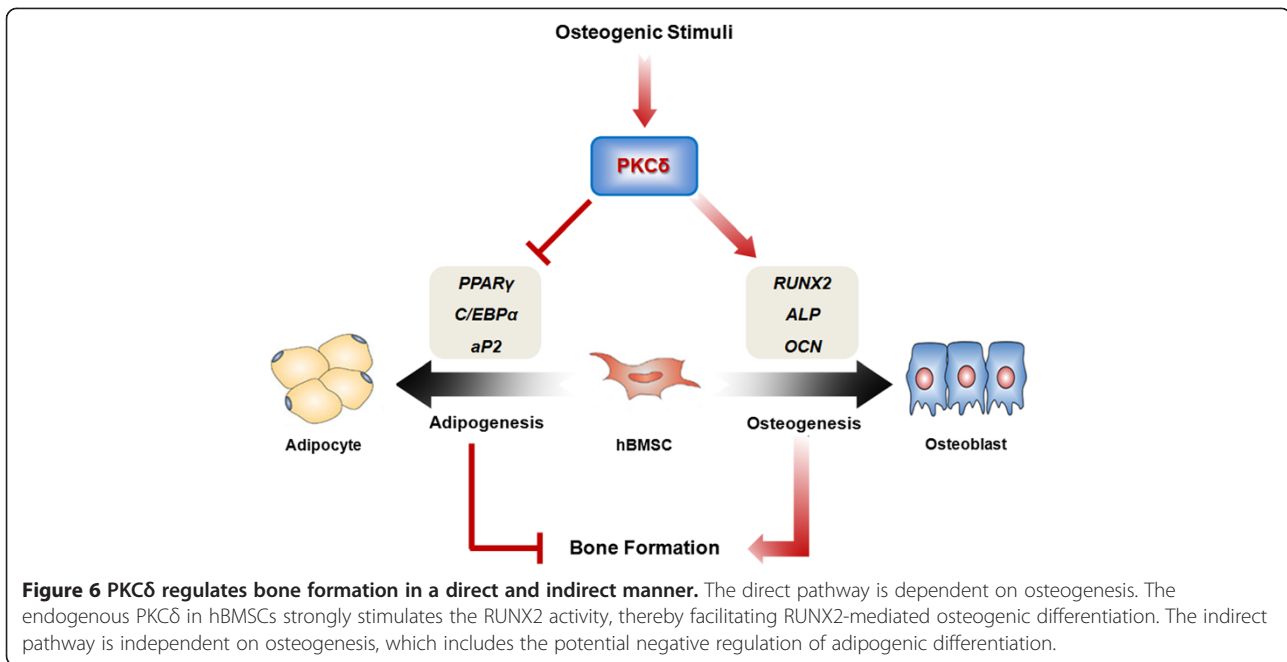 Osteogenic Stimuli
PKCδ
PPARγ
C/EBPα
aP2
RUNX2
ALP
OCN
Adipogenesis
Osteogenesis
Adipocyte
hBMSC
Osteoblast
Bone Formation
Figure 6 PKCδ regulates bone formation in a direct and indirect manner. The direct pathway is dependent on osteogenesis. The
endogenous PKCδ in hBMSCs strongly stimulates the RUNX2 activity, thereby facilitating RUNX2-mediated osteogenic differentiation. The indirect
pathway is independent on osteogenesis, which includes the potential negative regulation of adipogenic differentiation.